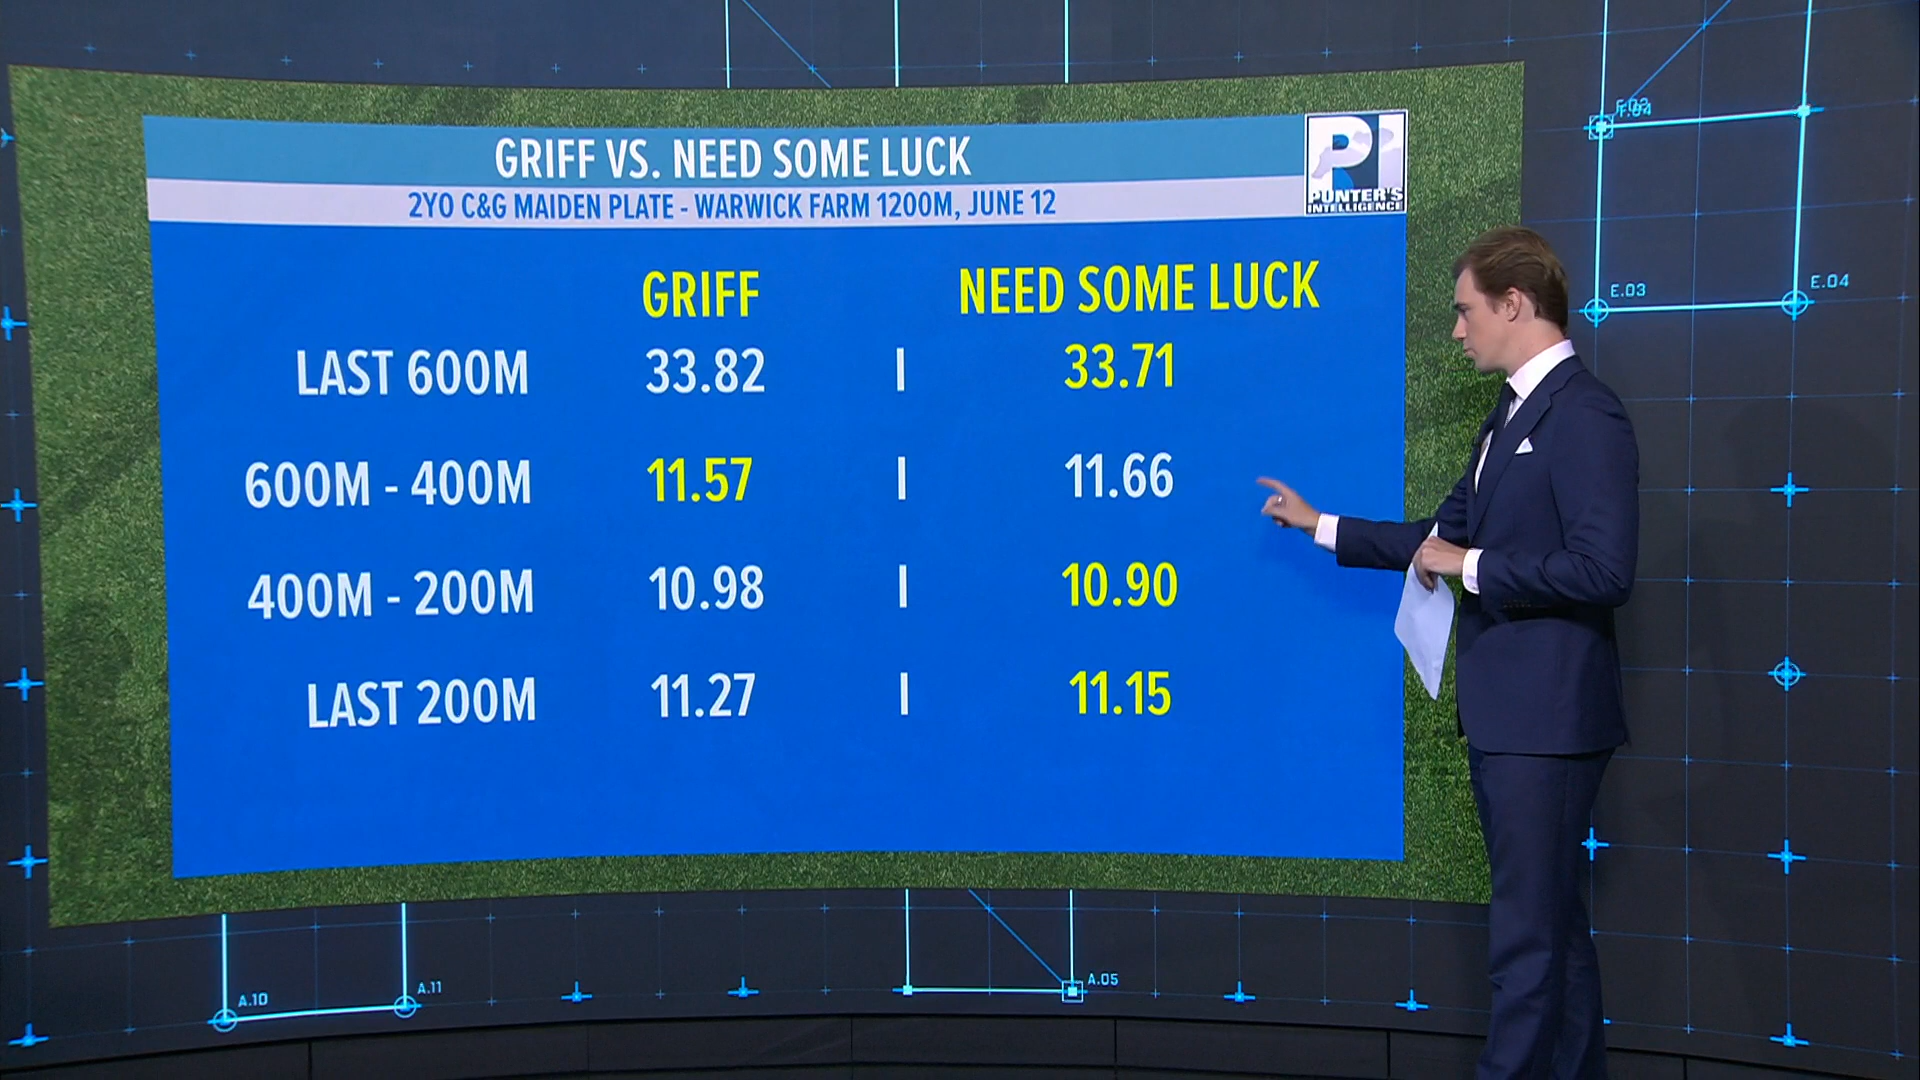 GRIFF VS. NEED SOME LUCK
2YO C&G MAIDEN PLATE - WARWICK FARM 1200M, JUNE 12
PI
PUNTER'S
INTELLIGENCE
GRIFF NEED SOME LUCK
LAST 600M 33.82 | 33.71
600M - 400M 11.57 | 11.66
400M - 200M 10.98 | 10.90
LAST 200M 11.27 | 11.15
F.04
E.03
E.04
A.10
A.11
A.05